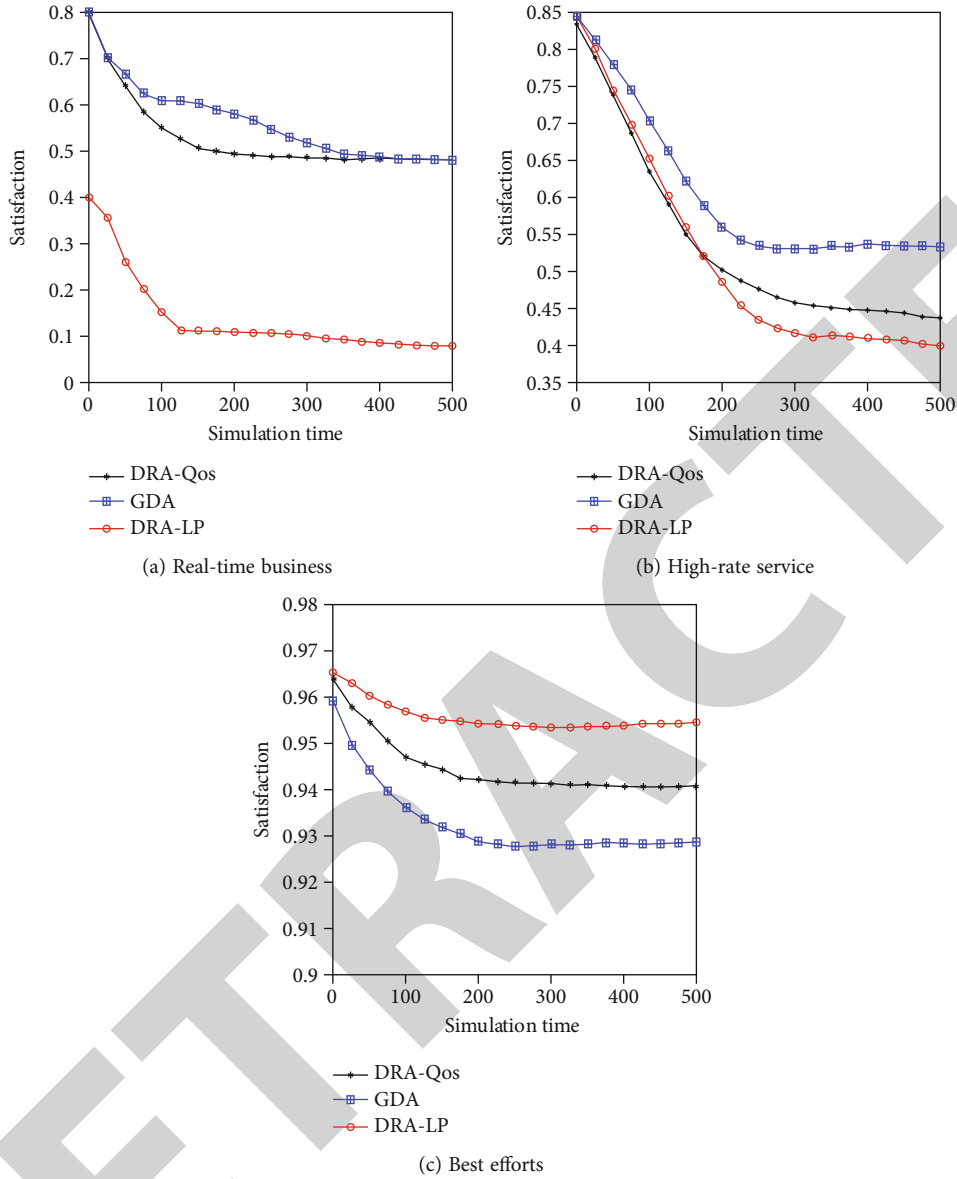 0.8
0.7
0.6
0.5
0.4
0.3
0.2
0.1
0
Satisfaction
0 100 200 300 400 500
Simulation time
DRA-Qos
GDA
DRA-LP
(a) Real-time business
0.85
0.8
0.75
0.7
0.65
0.6
0.55
0.5
0.45
0.4
0.35
Satisfaction
0 100 200 300 400 500
Simulation time
DRA-Qos
GDA
DRA-LP
(b) High-rate service
0.98
0.97
0.96
0.95
0.94
0.93
0.92
0.91
0.9
Satisfaction
0 100 200 300 400 500
Simulation time
DRA-Qos
GDA
DRA-LP
(c) Best efforts
ETRACTE